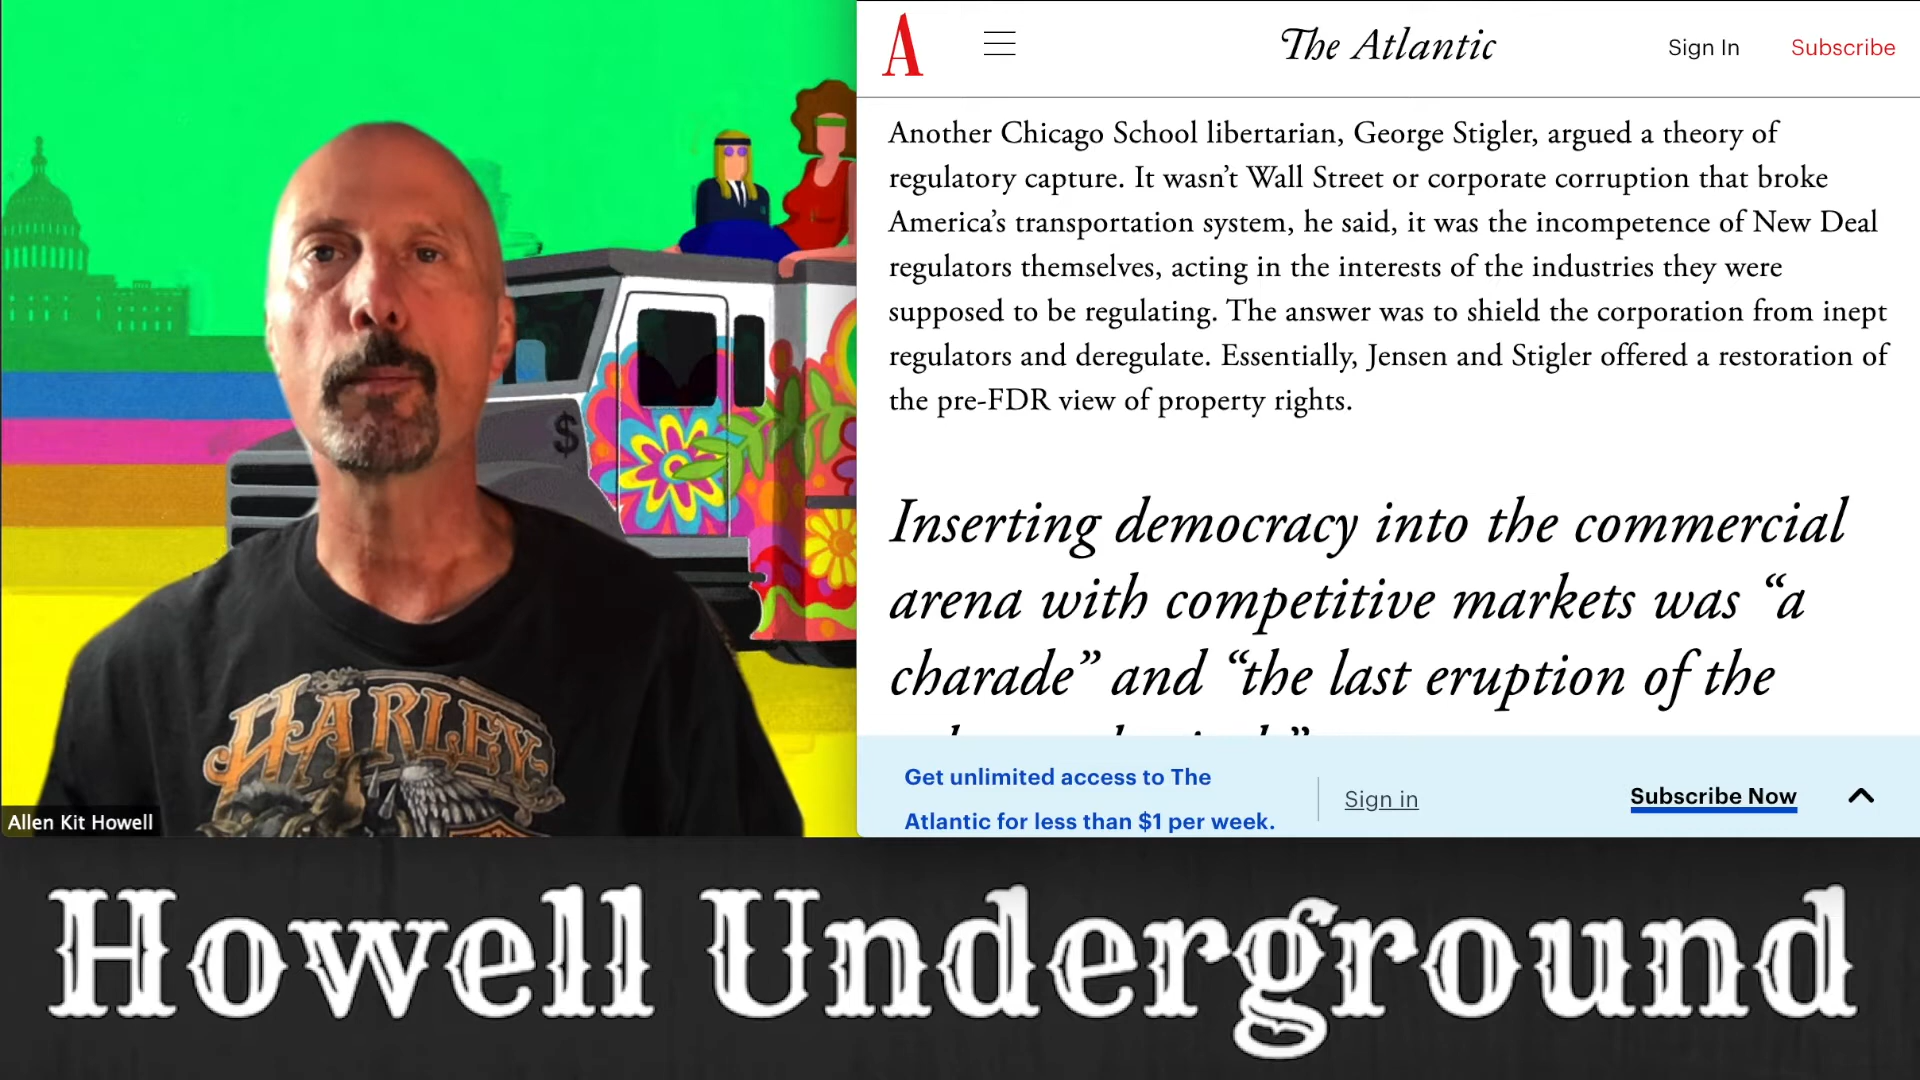 A
The Atlantic
Sign In
Subscribe
Another Chicago School libertarian, George Stigler, argued a theory of
regulatory capture. It wasn’t Wall Street or corporate corruption that broke
America’s transportation system, he said, it was the incompetence of New Deal
regulators themselves, acting in the interests of the industries they were
supposed to be regulating. The answer was to shield the corporation from inept
regulators and deregulate. Essentially, Jensen and Stigler offered a restoration of
the pre-FDR view of property rights.
Inserting democracy into the commercial
arena with competitive markets was “a
charade” and “the last eruption of the
Get unlimited access to The
Atlantic for less than $1 per week.
Sign in
Subscribe Now
$
HARLEY
Allen Kit Howell
Howell Underground